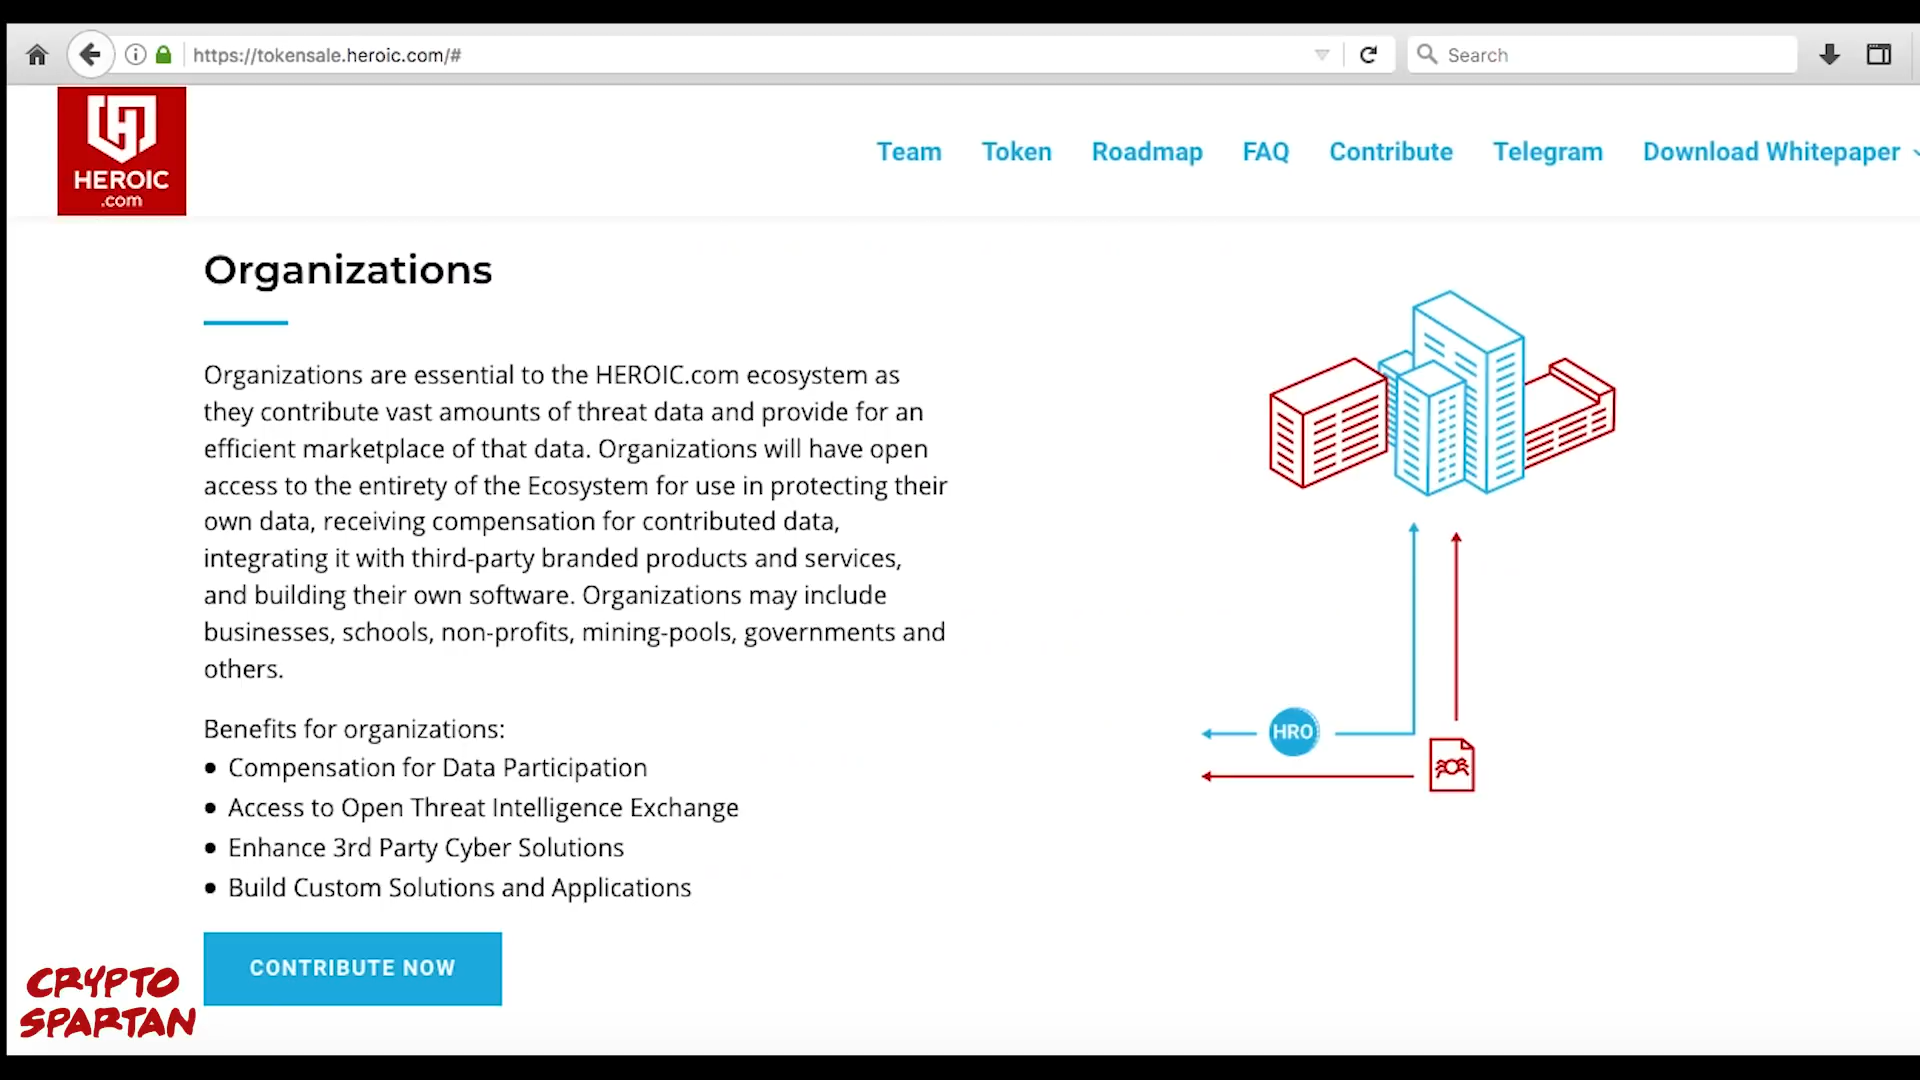 https://tokensale.heroic.com/#
Search
HEROIC
.com
Team Token Roadmap FAQ Contribute Telegram Download Whitepaper
Organizations
Organizations are essential to the HEROIC.com ecosystem as
they contribute vast amounts of threat data and provide for an
efficient marketplace of that data. Organizations will have open
access to the entirety of the Ecosystem for use in protecting their
own data, receiving compensation for contributed data,
integrating it with third-party branded products and services,
and building their own software. Organizations may include
businesses, schools, non-profits, mining-pools, governments and
others.
Benefits for organizations:
• Compensation for Data Participation
• Access to Open Threat Intelligence Exchange
• Enhance 3rd Party Cyber Solutions
• Build Custom Solutions and Applications
CONTRIBUTE NOW
HRO
CRYPTO
SPARTAN